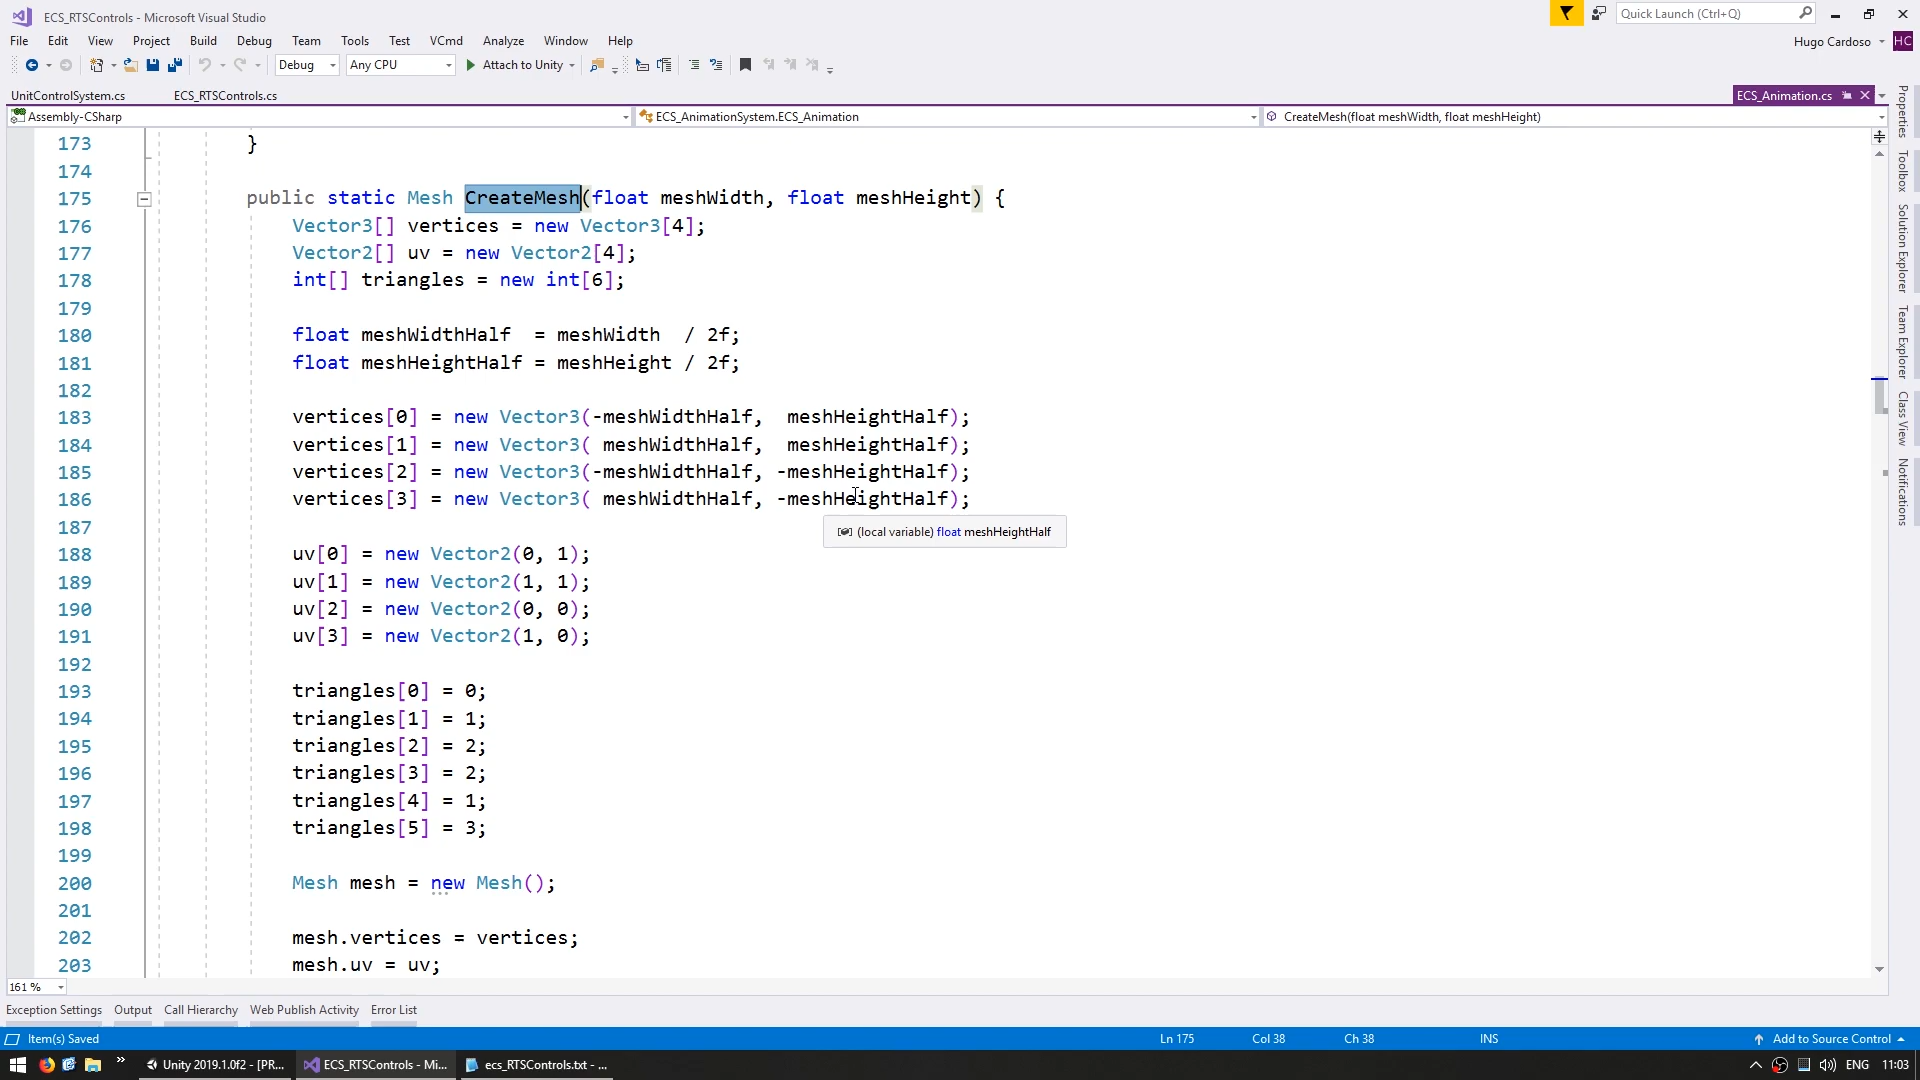 ECS_RTSControls - Microsoft Visual Studio
Quick Launch (Ctrl+Q)
File Edit View Project Build Debug Team Tools Test VCmd Analyze Window Help
Hugo Cardoso HC
Debug Any CPU Attach to Unity
UnitControlSystem.cs ECS_RTSControls.cs ECS_Animation.cs
Assembly-CSharp ECS_AnimationSystem.ECS_Animation CreateMesh(float meshWidth, float meshHeight)
173 }
174
175 public static Mesh CreateMesh(float meshWidth, float meshHeight) {
176 Vector3[] vertices = new Vector3[4];
177 Vector2[] uv = new Vector2[4];
178 int[] triangles = new int[6];
179
180 float meshWidthHalf  = meshWidth  / 2f;
181 float meshHeightHalf = meshHeight / 2f;
182
183 vertices[0] = new Vector3(-meshWidthHalf,  meshHeightHalf);
184 vertices[1] = new Vector3( meshWidthHalf,  meshHeightHalf);
185 vertices[2] = new Vector3(-meshWidthHalf, -meshHeightHalf);
186 vertices[3] = new Vector3( meshWidthHalf, -meshHeightHalf);
187
(local variable) float meshHeightHalf
188 uv[0] = new Vector2(0, 1);
189 uv[1] = new Vector2(1, 1);
190 uv[2] = new Vector2(0, 0);
191 uv[3] = new Vector2(1, 0);
192
193 triangles[0] = 0;
194 triangles[1] = 1;
195 triangles[2] = 2;
196 triangles[3] = 2;
197 triangles[4] = 1;
198 triangles[5] = 3;
199
200 Mesh mesh = new Mesh();
201
202 mesh.vertices = vertices;
203 mesh.uv = uv;
Properties
Toolbox
Solution Explorer
Team Explorer
Class View
Notifications
161 %
Exception Settings Output Call Hierarchy Web Publish Activity Error List
Item(s) Saved Ln 175 Col 38 Ch 38 INS Add to Source Control
Unity 2019.1.0f2 - [PR... ECS_RTSControls - Mi... ecs_RTSControls.txt - ... ENG 11:03